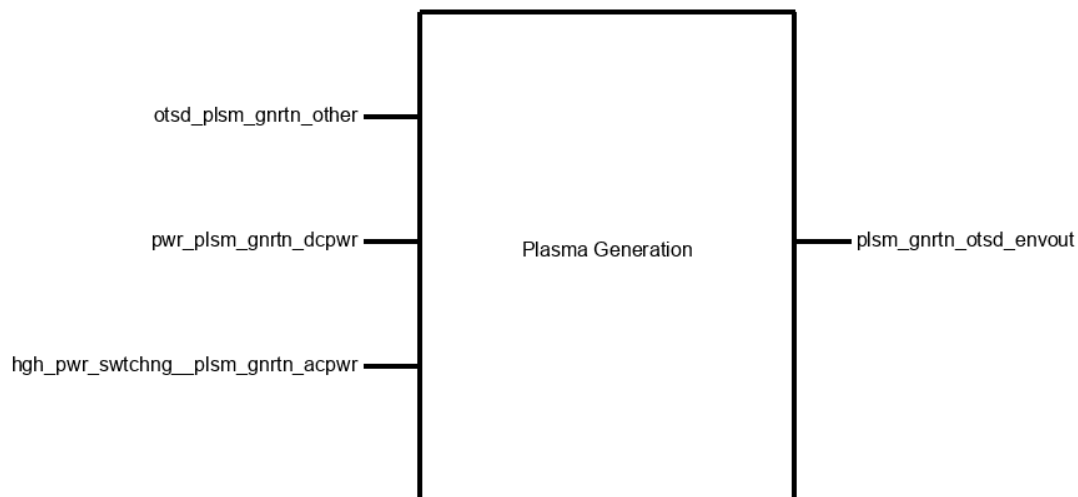 otsd_plsm_gnrtn_other
pwr_plsm_gnrtn_dcpwr
Plasma Generation
plsm_gnrtn_otsd_envout
hgh_pwr_swtchng__plsm_gnrtn_acpwr